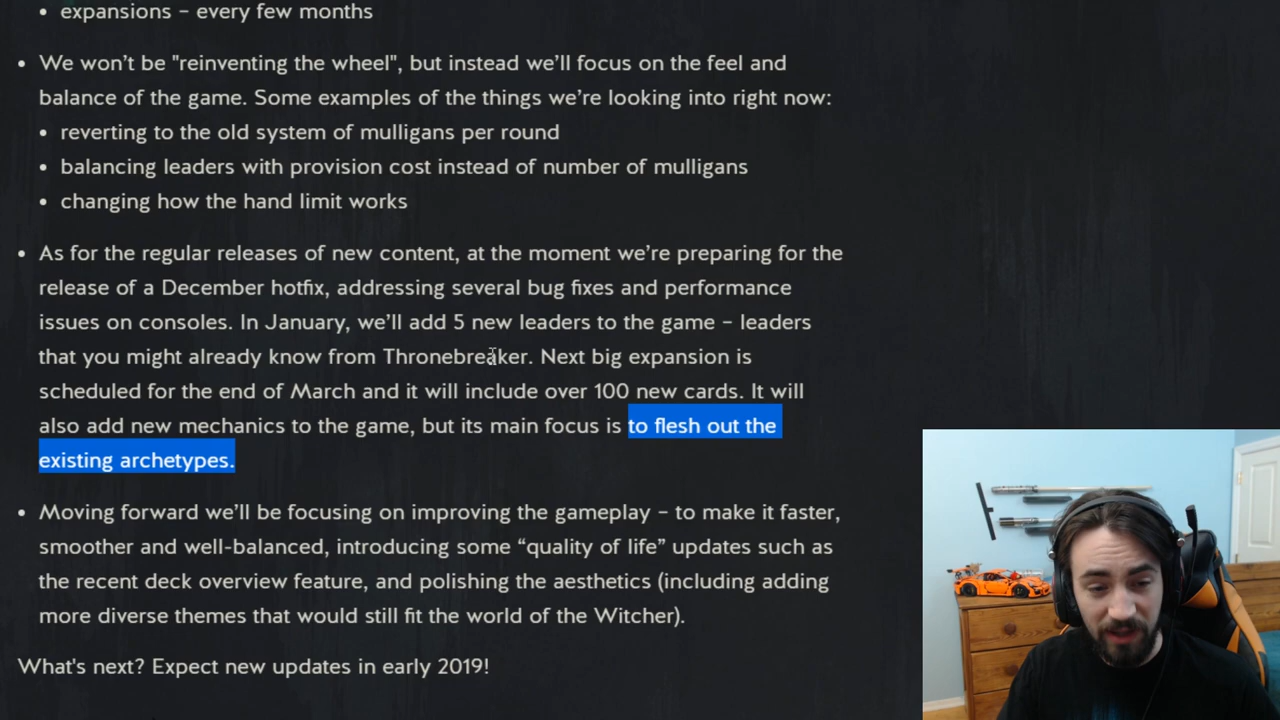 • expansions – every few months
• We won't be "reinventing the wheel", but instead we'll focus on the feel and
balance of the game. Some examples of the things we're looking into right now:
• reverting to the old system of mulligans per round
• balancing leaders with provision cost instead of number of mulligans
• changing how the hand limit works
• As for the regular releases of new content, at the moment we're preparing for the
release of a December hotfix, addressing several bug fixes and performance
issues on consoles. In January, we'll add 5 new leaders to the game – leaders
that you might already know from Thronebreaker. Next big expansion is
scheduled for the end of March and it will include over 100 new cards. It will
also add new mechanics to the game, but its main focus is to flesh out the
existing archetypes.
• Moving forward we'll be focusing on improving the gameplay – to make it faster,
smoother and well-balanced, introducing some “quality of life” updates such as
the recent deck overview feature, and polishing the aesthetics (including adding
more diverse themes that would still fit the world of the Witcher).
What's next? Expect new updates in early 2019!